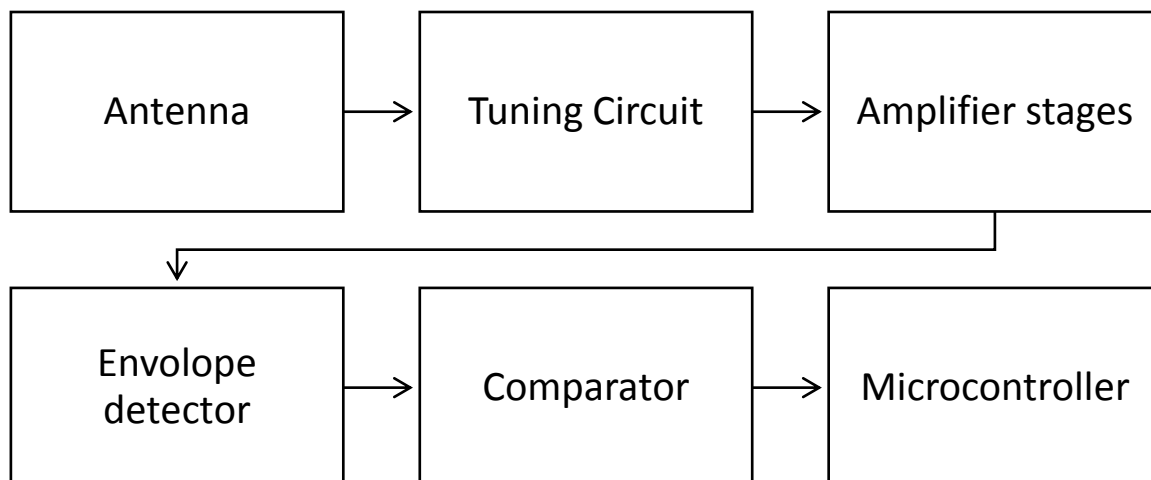 Antenna
Tuning Circuit
Amplifier stages
Envolope
detector
Comparator
Microcontroller